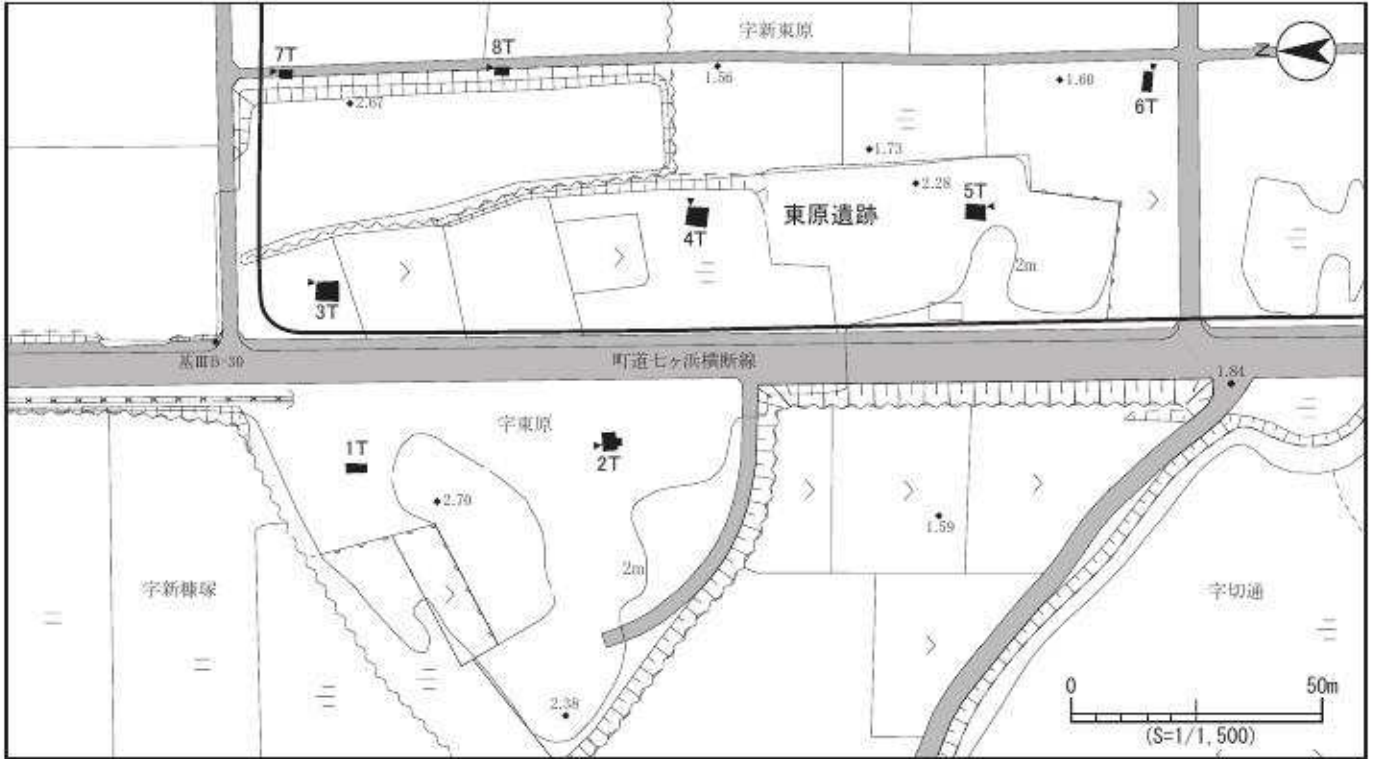 字新東原
7T
8T
N
1.56
1.60
6T
2.67
1.73
2.28
5T
東原遺跡
4T
2m
3T
基ⅢB-30
町道七ヶ浜横断線
1.84
字東原
1T
2T
2.70
1.59
2m
字新糠塚
字切通
0
50m
2.38
(S=1/1,500)